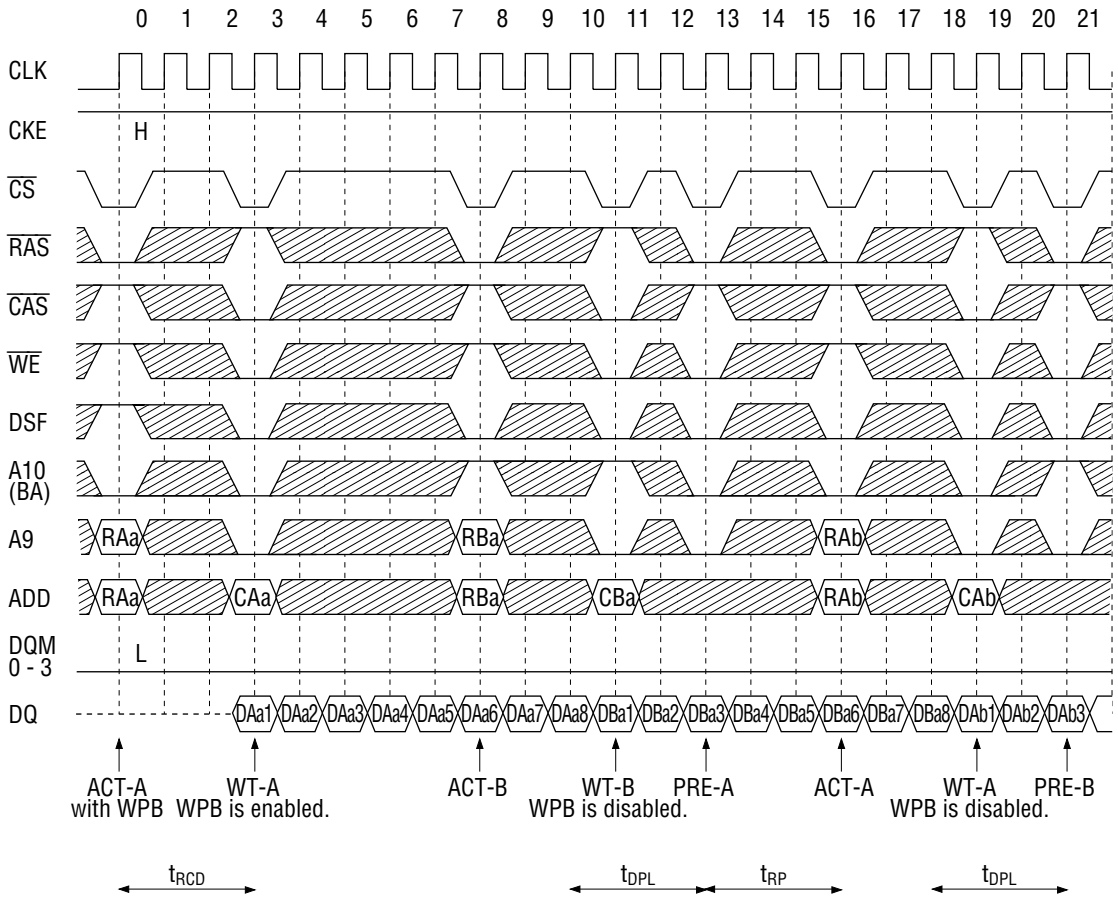 0 1 2 3 4 5 6 7 8 9 10 11 12 13 14 15 16 17 18 19 20 21
CLK
CKE H
CS
RAS
CAS
WE
DSF
A10
(BA)
A9 RAa RBa RAb
ADD RAa CAa RBa CBa RAb CAb
DQM
0 - 3 L
DQ DAa1 DAa2 DAa3 DAa4 DAa5 DAa6 DAa7 DAa8 DBa1 DBa2 DBa3 DBa4 DBa5 DBa6 DBa7 DBa8 DAb1 DAb2 DAb3
ACT-A WT-A ACT-B WT-B PRE-A ACT-A WT-A PRE-B
with WPB WPB is enabled. WPB is disabled. WPB is disabled.
tRCD tDPL tRP tDPL